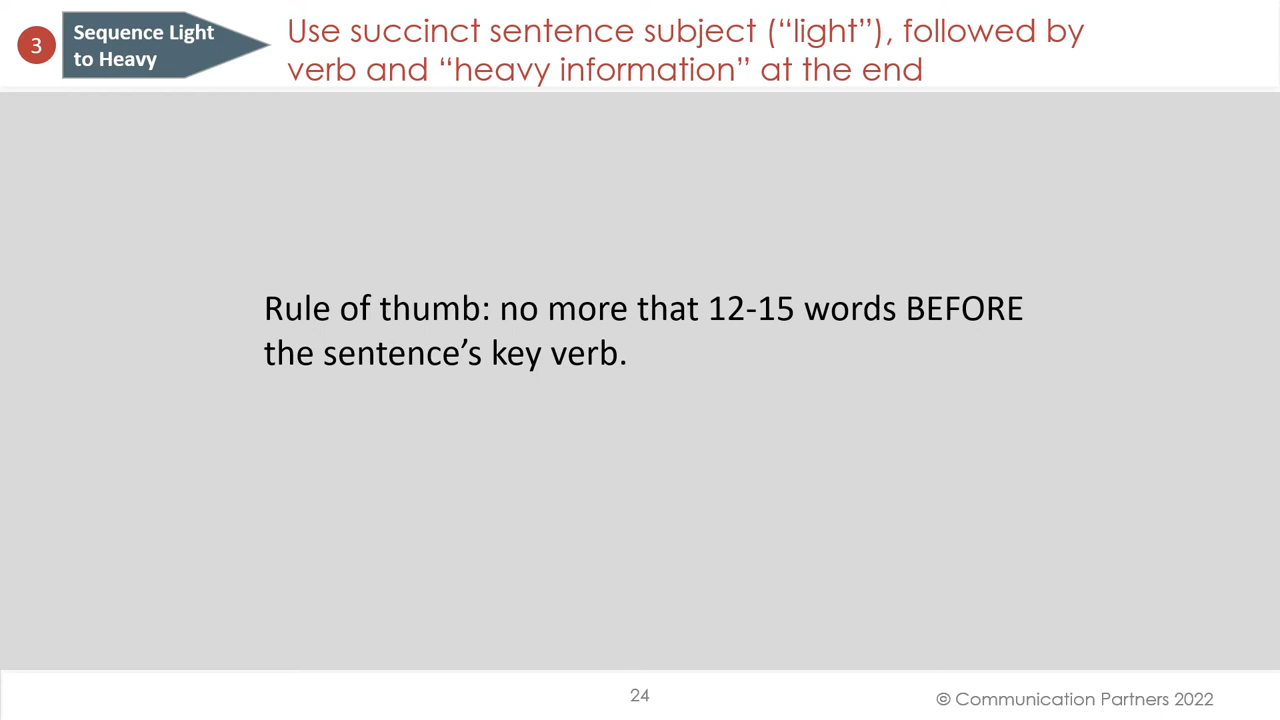 3
Sequence Light
to Heavy
Use succinct sentence subject (“light”), followed by
verb and “heavy information” at the end
Rule of thumb: no more that 12-15 words BEFORE
the sentence’s key verb.
24
© Communication Partners 2022